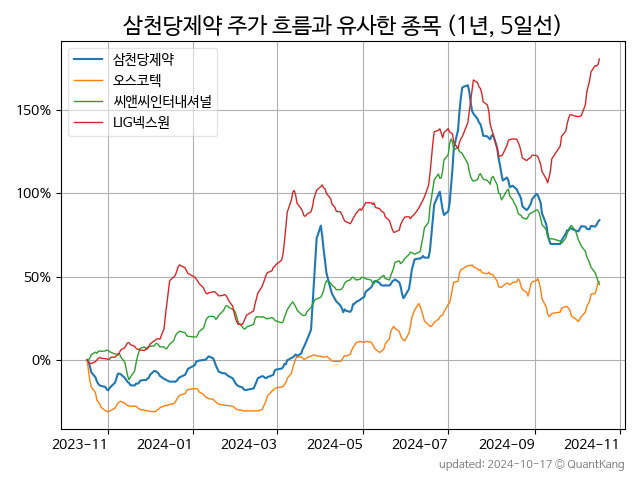 삼천당제약 주가 흐름과 유사한 종목 (1년, 5일선)
삼천당제약
오스코텍
씨앤씨인터내셔널
LIG넥스원
150%
100%
50%
0%
2023-11 2024-01 2024-03 2024-05 2024-07 2024-09 2024-11
updated: 2024-10-17 © QuantKang